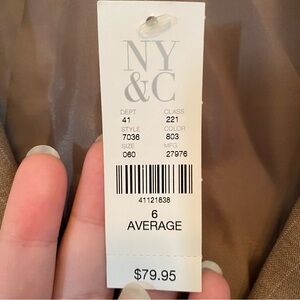 NY
&C
DEPT CLASS
41 221
STYLE COLOR
7036 803
SIZE MFG
060 27976
41121838
6
AVERAGE
$79.95